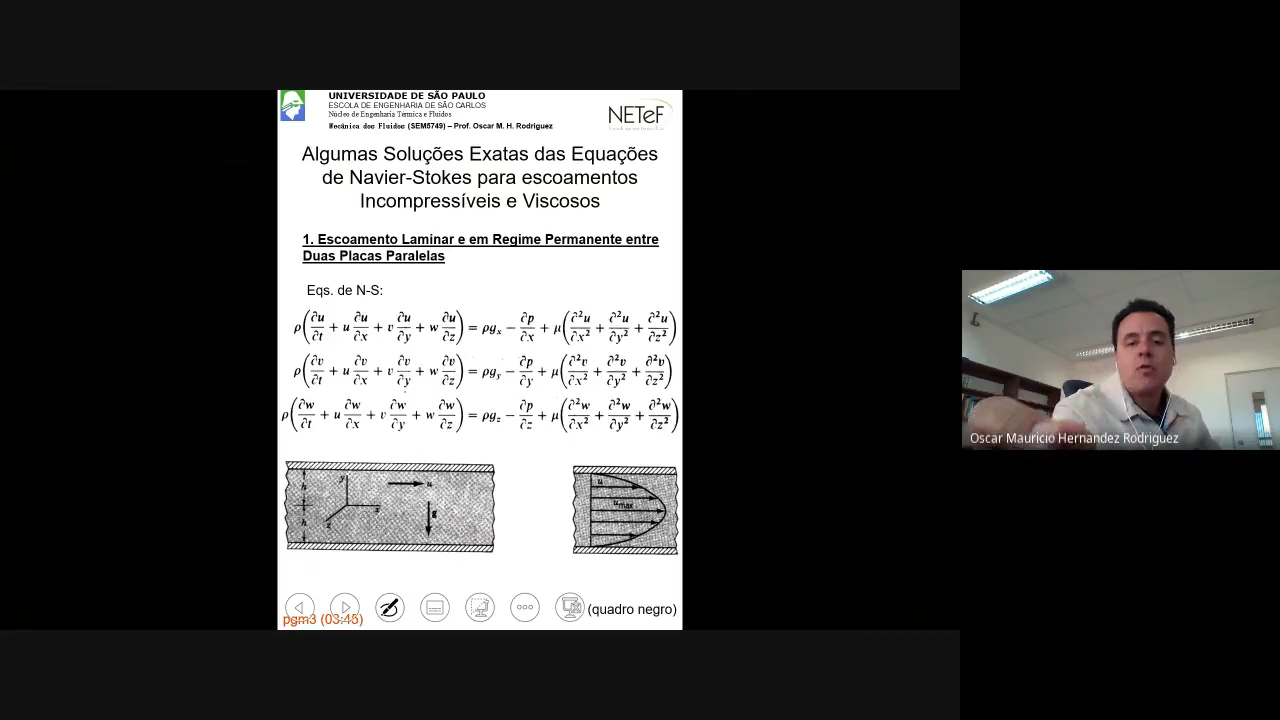 UNIVERSIDADE DE SÃO PAULO
ESCOLA DE ENGENHARIA DE SÃO CARLOS
Núcleo de Engenharia Térmica e Fluidos
Mecânica dos Fluidos (SEM5749) – Prof. Oscar M. H. Rodriguez
NETeF
Algumas Soluções Exatas das Equações
de Navier-Stokes para escoamentos
Incompressíveis e Viscosos
1. Escoamento Laminar e em Regime Permanente entre
Duas Placas Paralelas
Eqs. de N-S:
ρ(∂u/∂t + u ∂u/∂x + v ∂u/∂y + w ∂u/∂z) = ρgₓ − ∂p/∂x + μ(∂²u/∂x² + ∂²u/∂y² + ∂²u/∂z²)
ρ(∂v/∂t + u ∂v/∂x + v ∂v/∂y + w ∂v/∂z) = ρg_y − ∂p/∂y + μ(∂²v/∂x² + ∂²v/∂y² + ∂²v/∂z²)
ρ(∂w/∂t + u ∂w/∂x + v ∂w/∂y + w ∂w/∂z) = ρg_z − ∂p/∂z + μ(∂²w/∂x² + ∂²w/∂y² + ∂²w/∂z²)
h
h
y
x
z
u
g
u
u_max
(quadro negro)
pgm3 (03:45)
Oscar Mauricio Hernandez Rodriguez